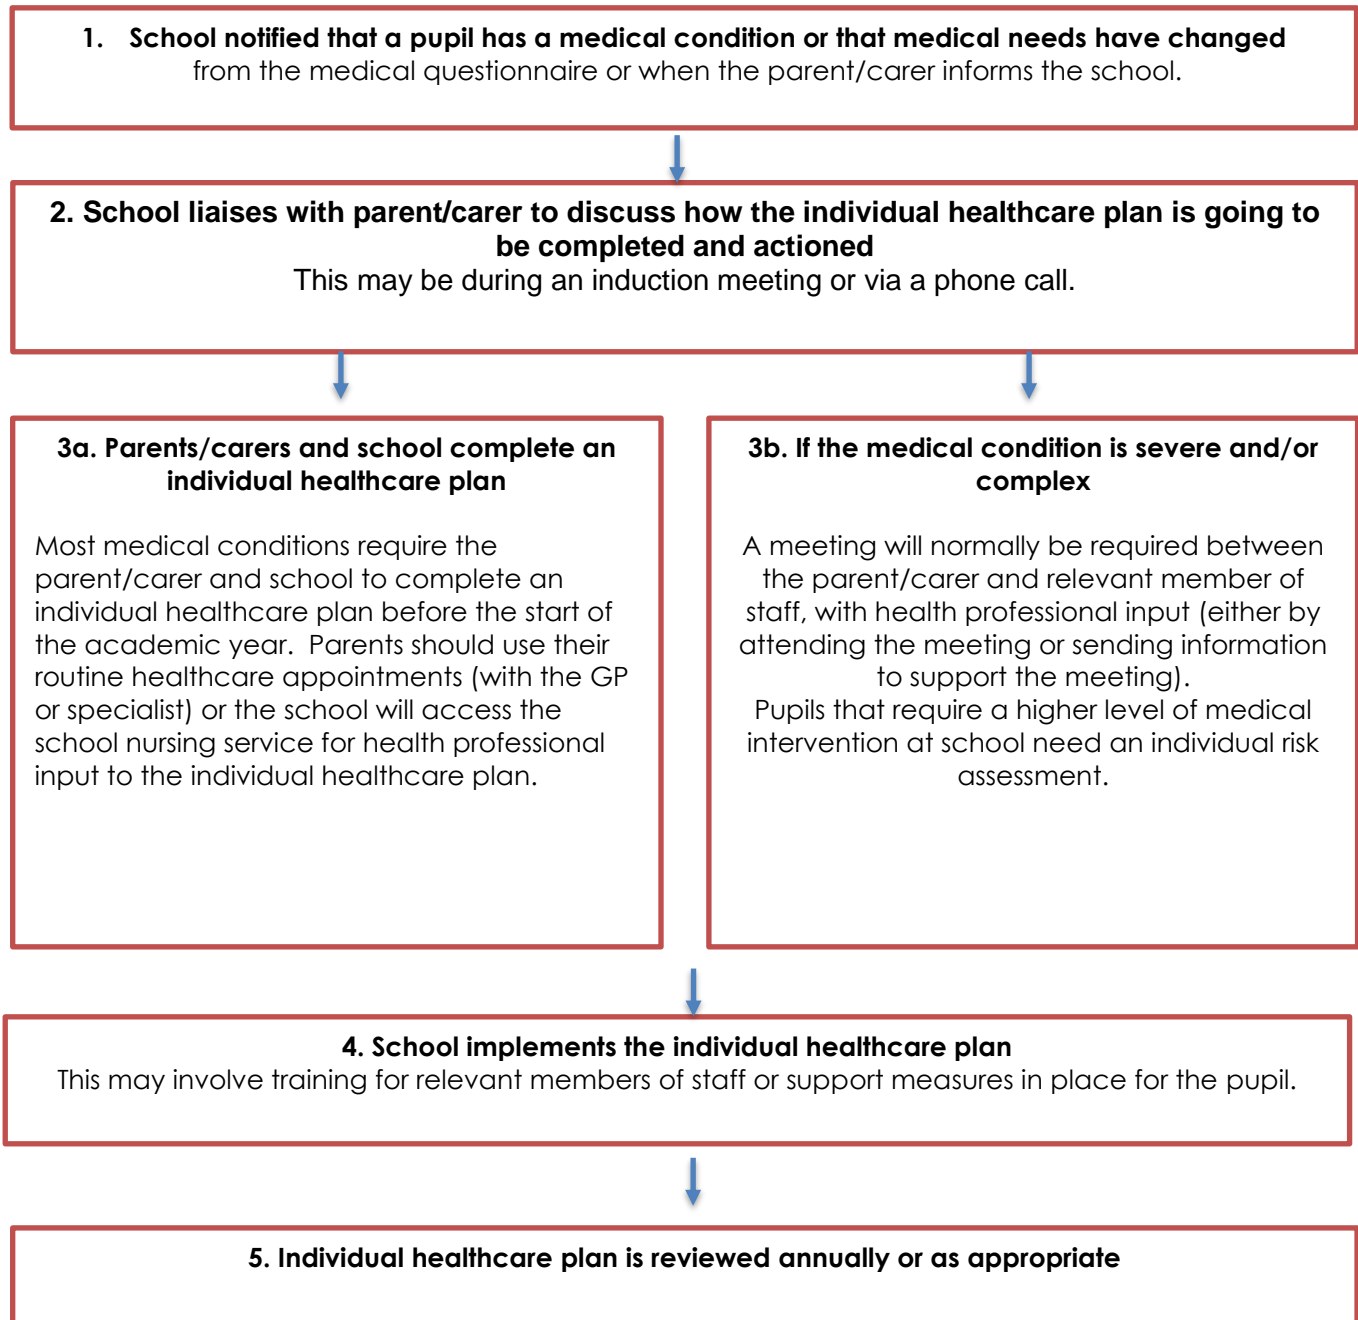 1. School notified that a pupil has a medical condition or that medical needs have changed
from the medical questionnaire or when the parent/carer informs the school.
2. School liaises with parent/carer to discuss how the individual healthcare plan is going to
be completed and actioned
This may be during an induction meeting or via a phone call.
3a. Parents/carers and school complete an
individual healthcare plan
Most medical conditions require the
parent/carer and school to complete an
individual healthcare plan before the start of
the academic year. Parents should use their
routine healthcare appointments (with the GP
or specialist) or the school will access the
school nursing service for health professional
input to the individual healthcare plan.
3b. If the medical condition is severe and/or
complex
A meeting will normally be required between
the parent/carer and relevant member of
staff, with health professional input (either by
attending the meeting or sending information
to support the meeting).
Pupils that require a higher level of medical
intervention at school need an individual risk
assessment.
4. School implements the individual healthcare plan
This may involve training for relevant members of staff or support measures in place for the pupil.
5. Individual healthcare plan is reviewed annually or as appropriate